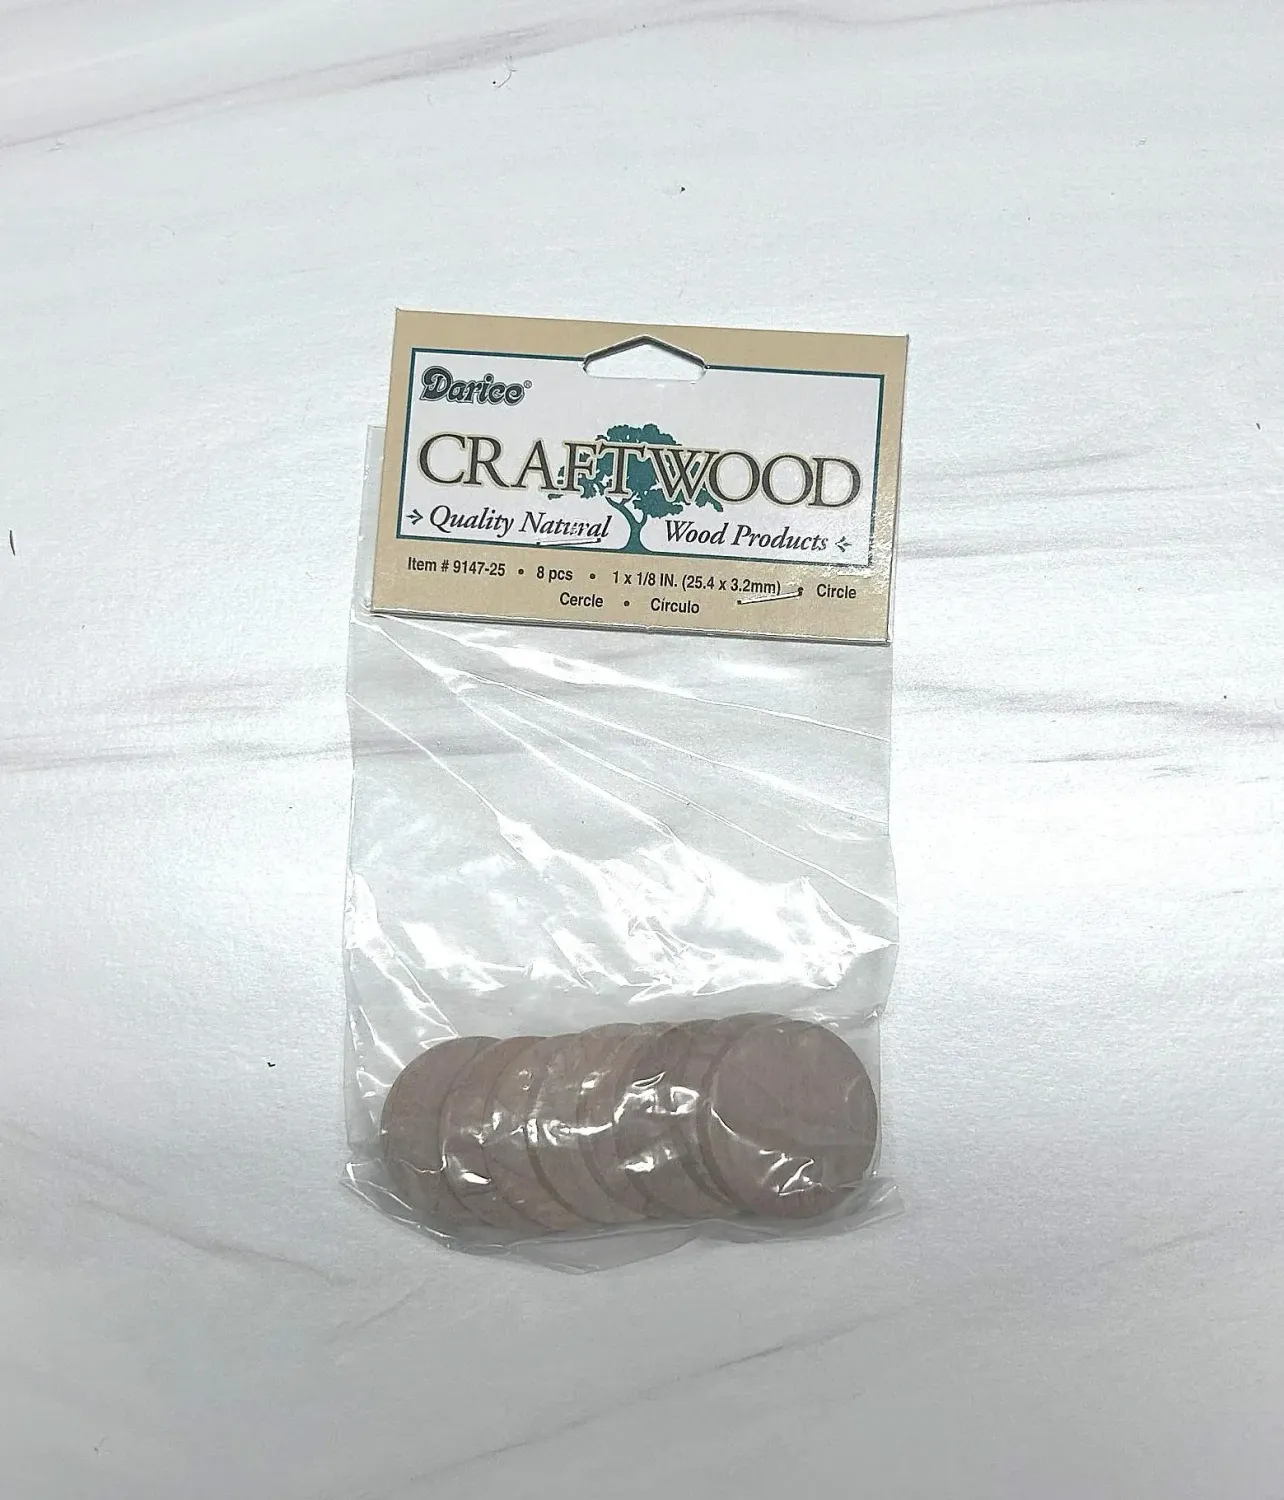 Darice®
CRAFTWOOD
Quality Natural Wood Products
Item # 9147-25 • 8 pcs • 1 x 1/8 IN. (25.4 x 3.2mm) • Circle
Cercle • Círculo